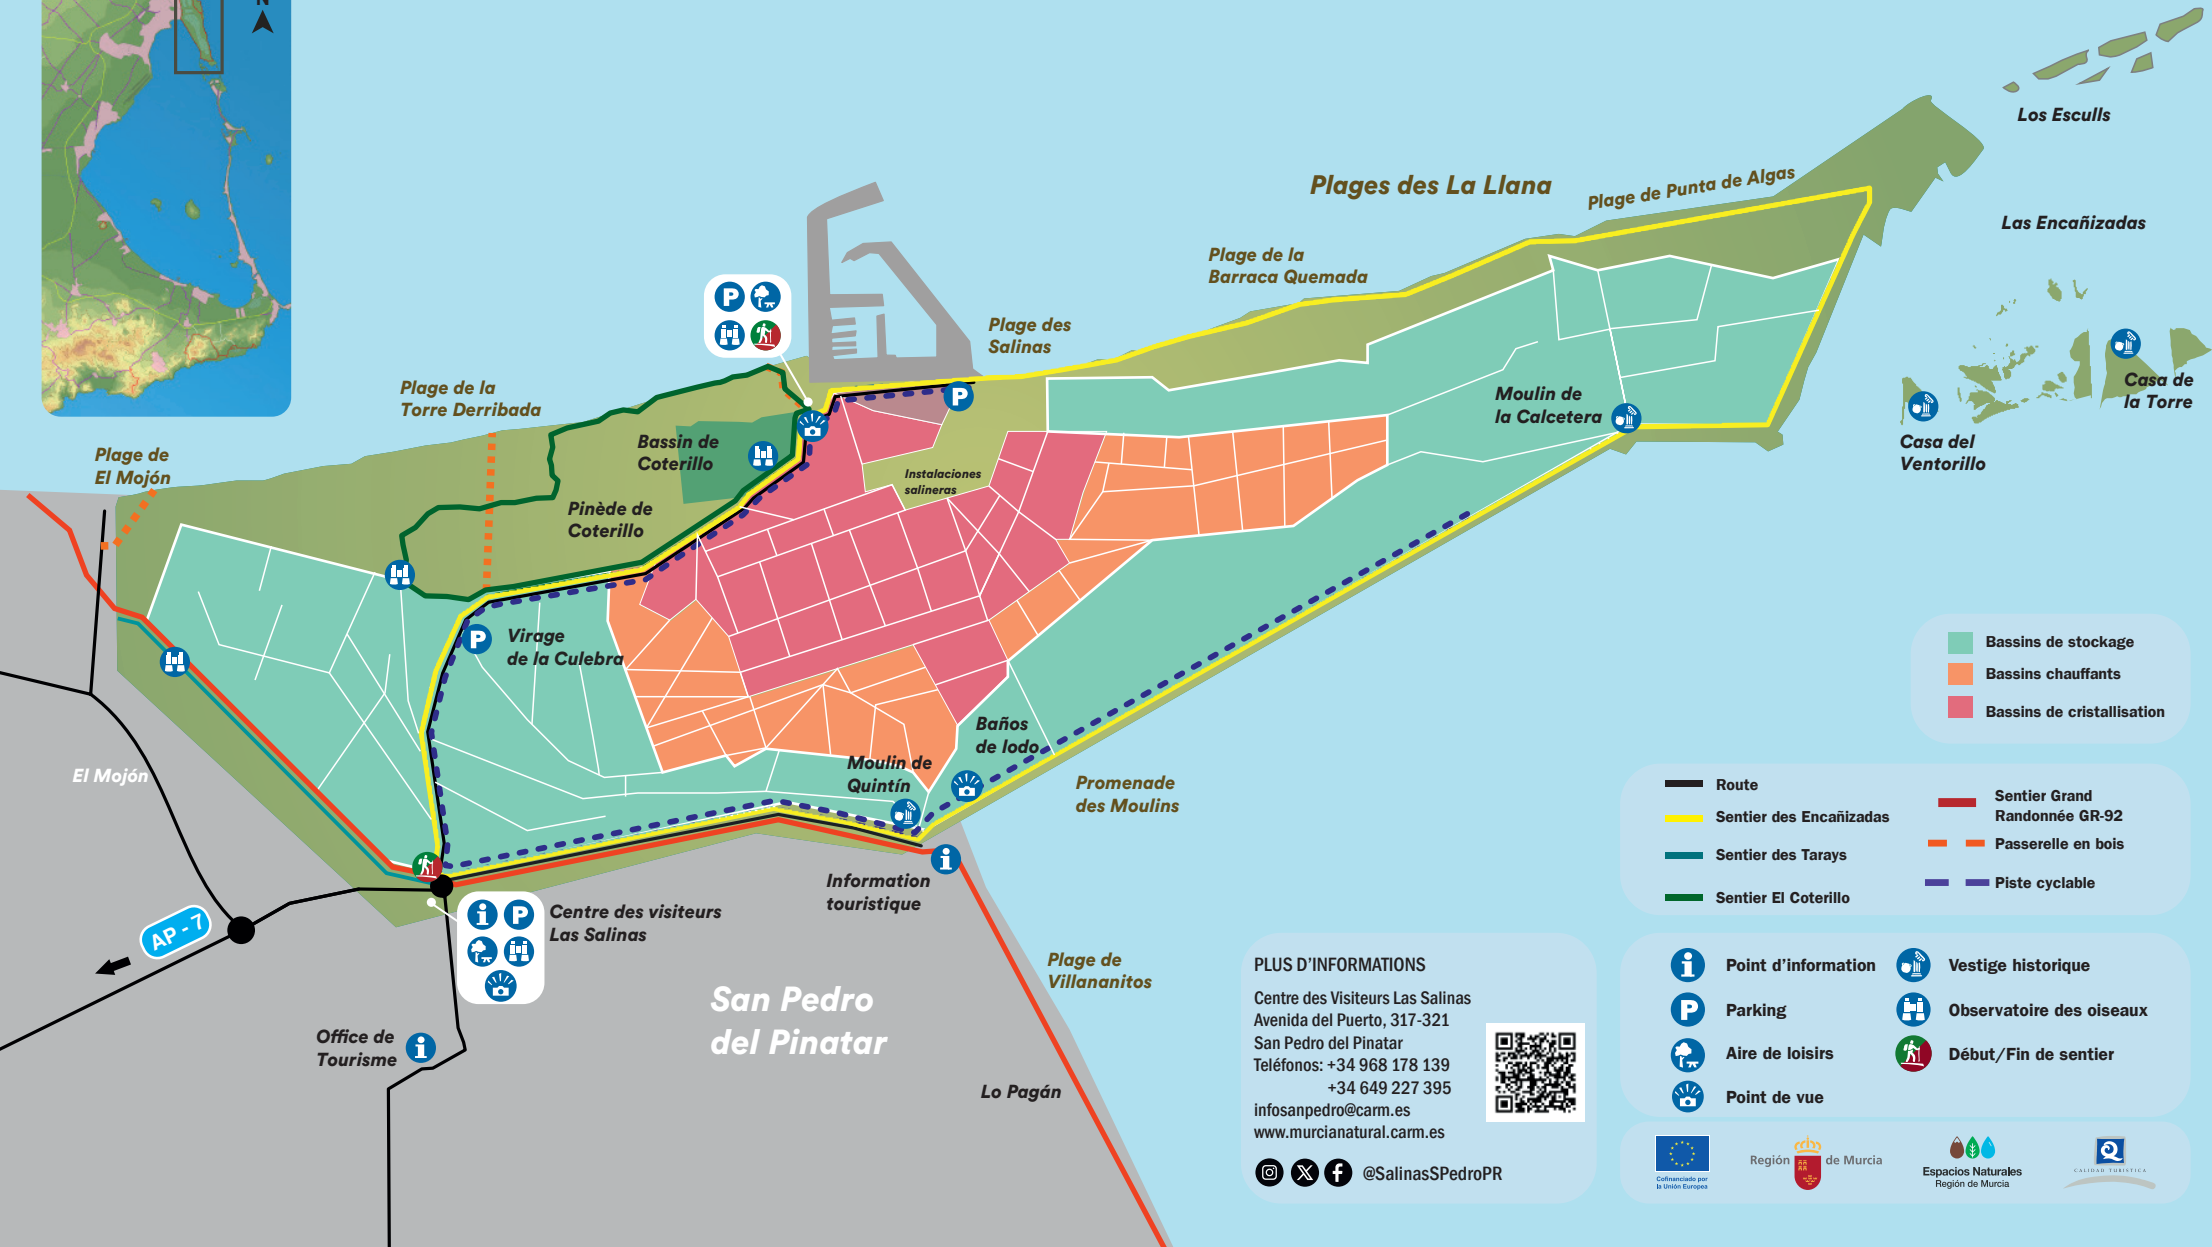 N
Los Esculls
Plages des La Llana
Plage de Punta de Algas
Las Encañizadas
Plage de la
Barraca Quemada
Plage des
Salinas
Plage de la
Torre Derribada
Casa de
la Torre
Moulin de
la Calcetera
Casa del
Ventorillo
Bassin de
Coterillo
Plage de
El Mojón
Instalaciones
salineras
Pinède de
Coterillo
P
P
P
Virage
de la Culebra
Baños
de lodo
Moulin de
Quintín
El Mojón
Promenade
des Moulins
Information
touristique
i
i P
Centre des visiteurs
Las Salinas
AP - 7
San Pedro
del Pinatar
Plage de
Villananitos
Office de
Tourisme
i
Lo Pagán
Bassins de stockage
Bassins chauffants
Bassins de cristallisation
Route
Sentier des Encañizadas
Sentier des Tarays
Sentier El Coterillo
Sentier Grand
Randonnée GR-92
Passerelle en bois
Piste cyclable
i Point d'information
P Parking
Aire de loisirs
Point de vue
Vestige historique
Observatoire des oiseaux
Début/Fin de sentier
PLUS D'INFORMATIONS
Centre des Visiteurs Las Salinas
Avenida del Puerto, 317-321
San Pedro del Pinatar
Teléfonos: +34 968 178 139
+34 649 227 395
infosanpedro@carm.es
www.murcianatural.carm.es
@SalinasSPedroPR
Cofinanciado por
la Unión Europea
Región de Murcia
Espacios Naturales
Región de Murcia
Q
CALIDAD TURÍSTICA